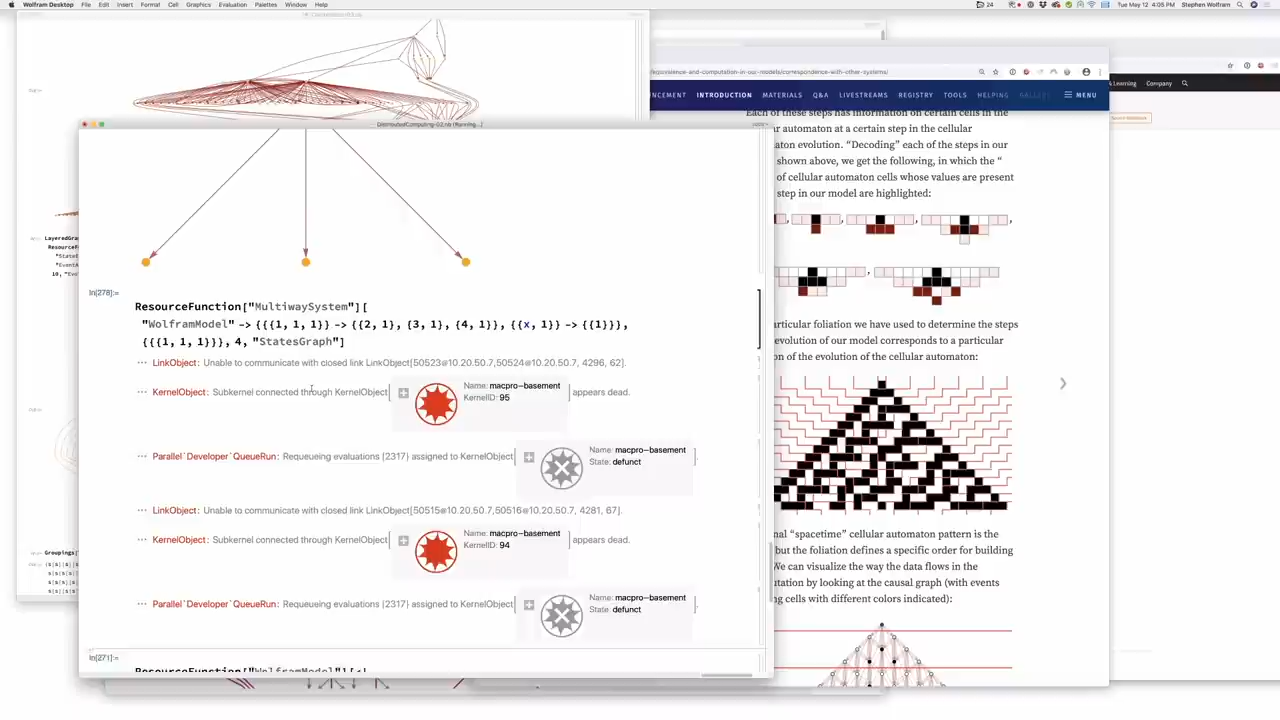 Wolfram Desktop File Edit Insert Format Cell Graphics Evaluation Palettes Window Help
24 Tue May 12 4:05 PM Stephen Wolfram
INTRODUCTION MATERIALS Q&A LIVESTREAMS REGISTRY TOOLS HELPING GALLERY MENU
Company
Each of these steps has information on certain cells in the
ar automaton at a certain step in the cellular
aton evolution. “Decoding” each of the steps in our
shown above, we get the following, in which the “
of cellular automaton cells whose values are present
step in our model are highlighted:
articular foliation we have used to determine the steps
evolution of our model corresponds to a particular
on of the evolution of the cellular automaton:
nal “spacetime” cellular automaton pattern is the
but the foliation defines a specific order for building
We can visualize the way the data flows in the
utation by looking at the causal graph (with events
ng cells with different colors indicated):
In[278]:=
ResourceFunction["MultiwaySystem"][
"WolframModel" -> {{{1, 1, 1}} -> {{2, 1}, {3, 1}, {4, 1}}, {{x, 1}} -> {{1}}},
{{{1, 1, 1}}}, 4, "StatesGraph"]
LinkObject: Unable to communicate with closed link LinkObject[50523@10.20.50.7,50524@10.20.50.7, 4296, 62].
KernelObject: Subkernel connected through KernelObject[ Name: macpro-basement KernelID: 95 ] appears dead.
Parallel`Developer`QueueRun: Requeueing evaluations {2317} assigned to KernelObject[ Name: macpro-basement State: defunct ].
LinkObject: Unable to communicate with closed link LinkObject[50515@10.20.50.7,50516@10.20.50.7, 4281, 67].
KernelObject: Subkernel connected through KernelObject[ Name: macpro-basement KernelID: 94 ] appears dead.
Parallel`Developer`QueueRun: Requeueing evaluations {2317} assigned to KernelObject[ Name: macpro-basement State: defunct ].
In[271]:=